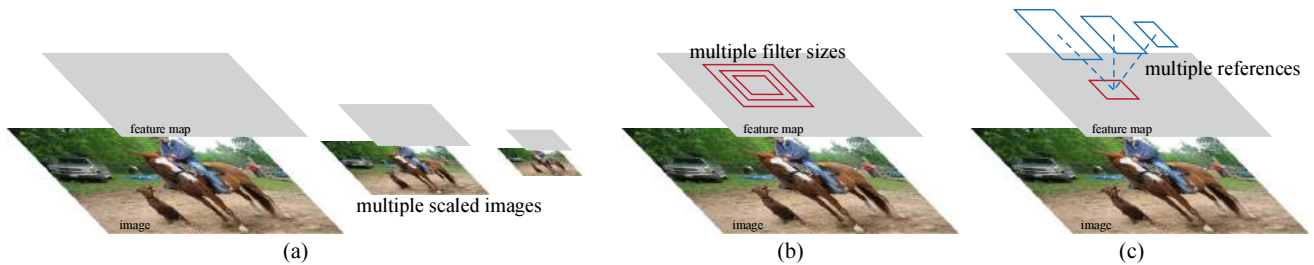 feature map
image
multiple scaled images
(a)
multiple filter sizes
feature map
image
(b)
multiple references
feature map
image
(c)